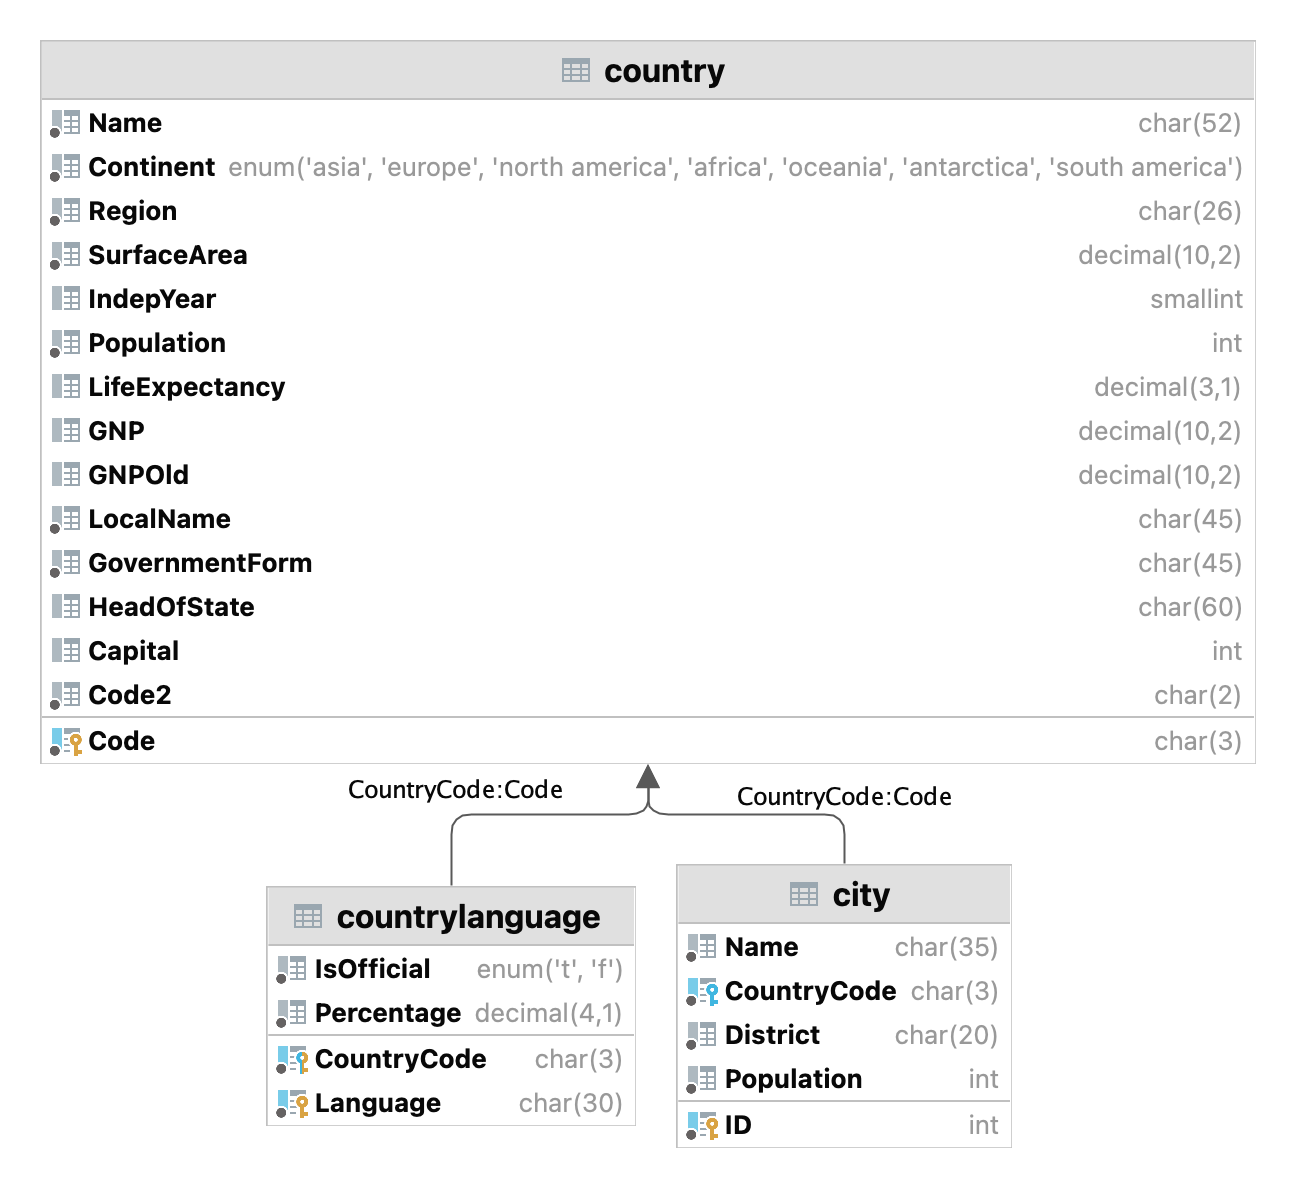 country
Name char(52)
Continent enum('asia', 'europe', 'north america', 'africa', 'oceania', 'antarctica', 'south america')
Region char(26)
SurfaceArea decimal(10,2)
IndepYear smallint
Population int
LifeExpectancy decimal(3,1)
GNP decimal(10,2)
GNPOld decimal(10,2)
LocalName char(45)
GovernmentForm char(45)
HeadOfState char(60)
Capital int
Code2 char(2)
Code char(3)
CountryCode:Code
CountryCode:Code
countrylanguage
IsOfficial enum('t', 'f')
Percentage decimal(4,1)
CountryCode char(3)
Language char(30)
city
Name char(35)
CountryCode char(3)
District char(20)
Population int
ID int